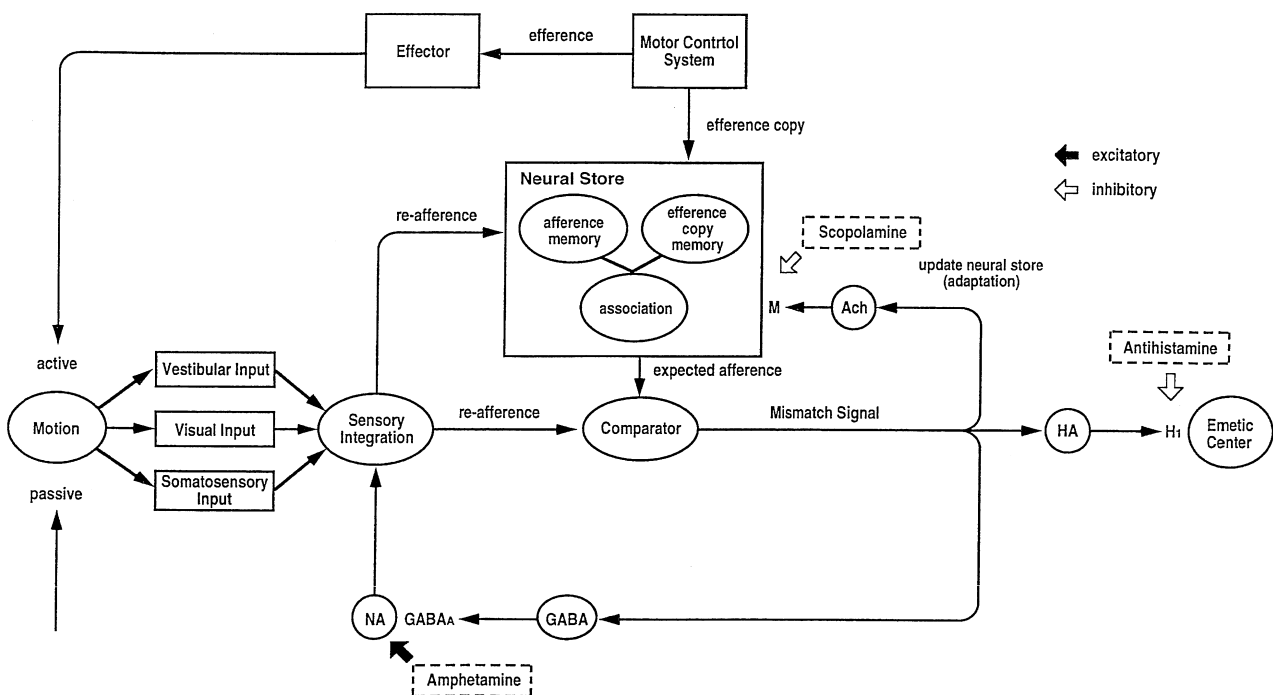 Effector
efference
Motor Contrtol
System
efference copy
excitatory
inhibitory
Neural Store
afference
memory
efference
copy
memory
association
re-afference
Scopolamine
update neural store
(adaptation)
M
Ach
Antihistamine
active
Vestibular Input
expected afference
Motion
Visual Input
Sensory
Integration
re-afference
Comparator
Mismatch Signal
HA
H1
Emetic
Center
Somatosensory
Input
passive
NA
GABAA
GABA
Amphetamine